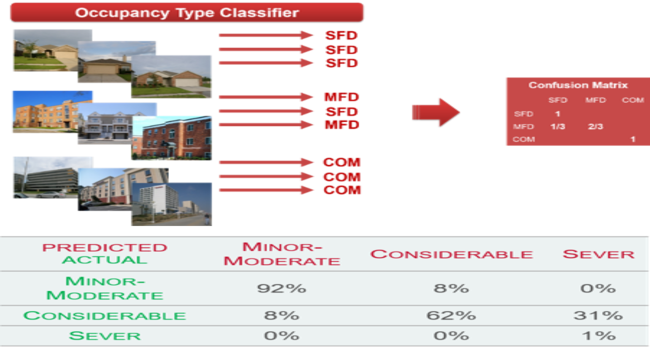 Occupancy Type Classifier
SFD
SFD
SFD
MFD
SFD
MFD
COM
COM
COM
Confusion Matrix
SFD MFD COM
SFD 1
MFD 1/3 2/3
COM 1
PREDICTED
ACTUAL
MINOR-
MODERATE
CONSIDERABLE
SEVER
MINOR-
MODERATE
92% 8% 0%
CONSIDERABLE 8% 62% 31%
SEVER 0% 0% 1%